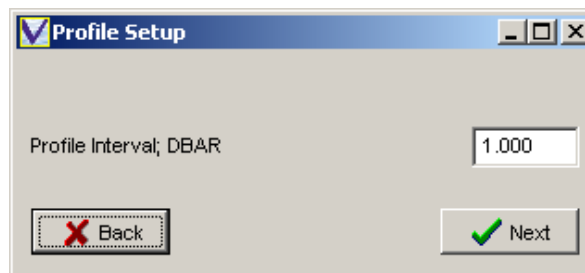 Profile Setup
Profile Interval; DBAR
1.000
Back
Next